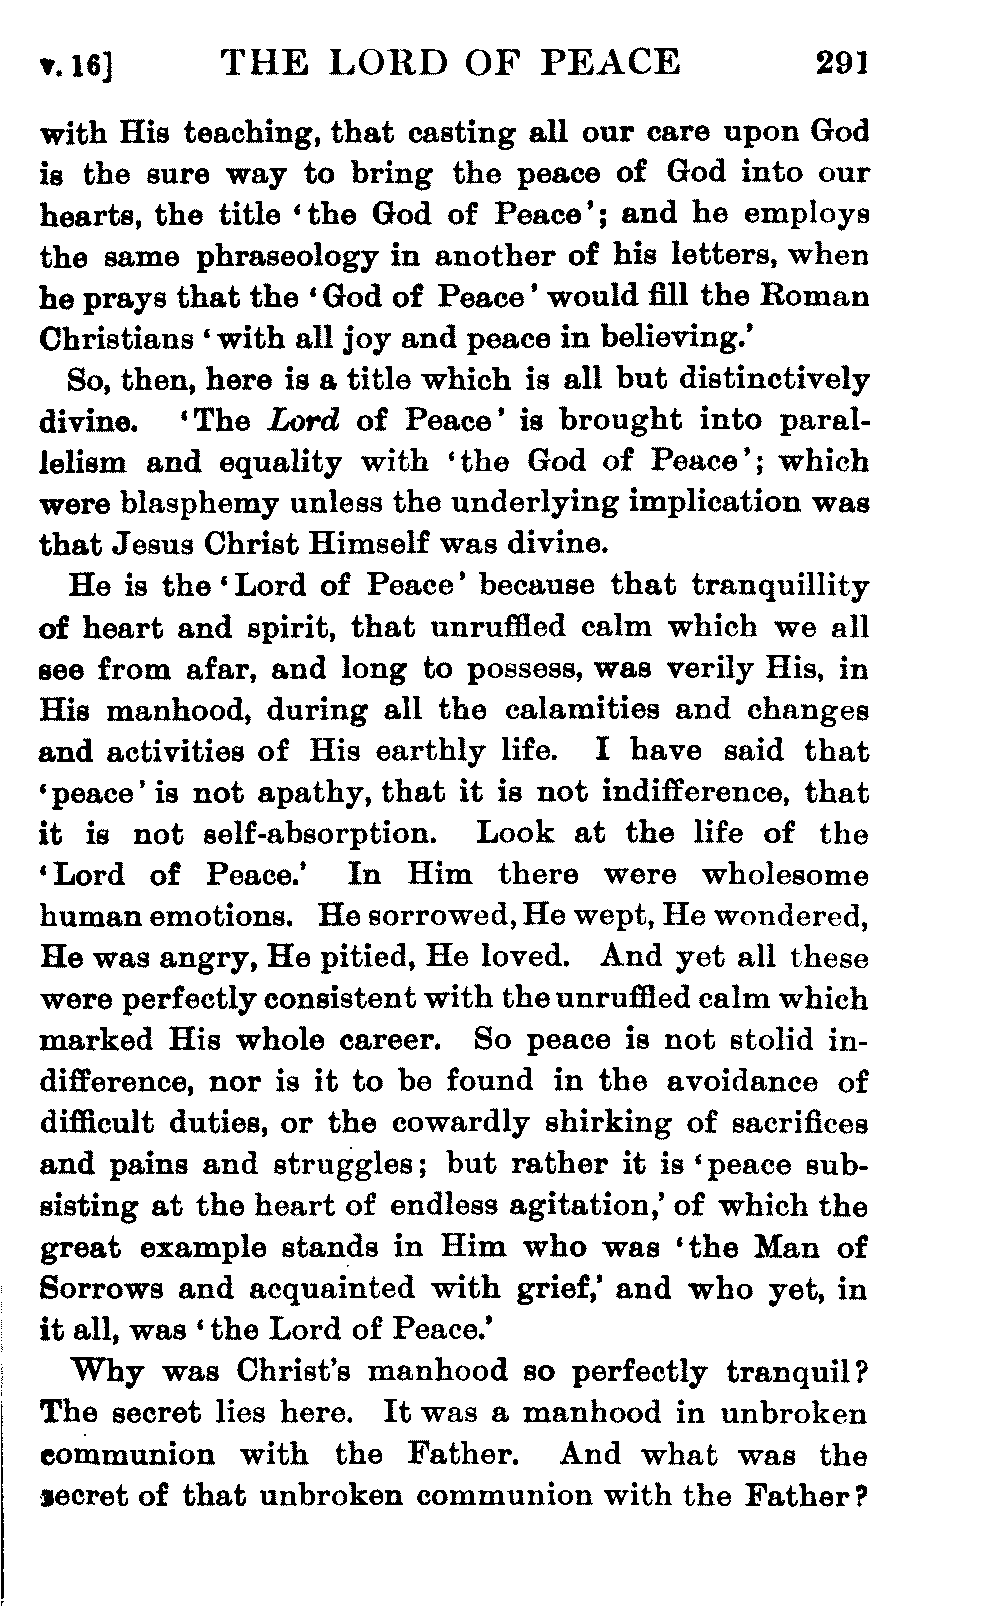 v. 16] THE LORD OF PEACE 291
with His teaching, that casting all our care upon God
is the sure way to bring the peace of God into our
hearts, the title ‘the God of Peace’; and he employs
the same phraseology in another of his letters, when
he prays that the ‘God of Peace’ would fill the Roman
Christians ‘with all joy and peace in believing.’
So, then, here is a title which is all but distinctively
divine. ‘The Lord of Peace’ is brought into paral-
lelism and equality with ‘the God of Peace’; which
were blasphemy unless the underlying implication was
that Jesus Christ Himself was divine.
He is the ‘Lord of Peace’ because that tranquillity
of heart and spirit, that unruffled calm which we all
see from afar, and long to possess, was verily His, in
His manhood, during all the calamities and changes
and activities of His earthly life. I have said that
‘peace’ is not apathy, that it is not indifference, that
it is not self-absorption. Look at the life of the
‘Lord of Peace.’ In Him there were wholesome
human emotions. He sorrowed, He wept, He wondered,
He was angry, He pitied, He loved. And yet all these
were perfectly consistent with the unruffled calm which
marked His whole career. So peace is not stolid in-
difference, nor is it to be found in the avoidance of
difficult duties, or the cowardly shirking of sacrifices
and pains and struggles; but rather it is ‘peace sub-
sisting at the heart of endless agitation,’ of which the
great example stands in Him who was ‘the Man of
Sorrows and acquainted with grief,’ and who yet, in
it all, was ‘the Lord of Peace.’
Why was Christ’s manhood so perfectly tranquil?
The secret lies here. It was a manhood in unbroken
communion with the Father. And what was the
secret of that unbroken communion with the Father?